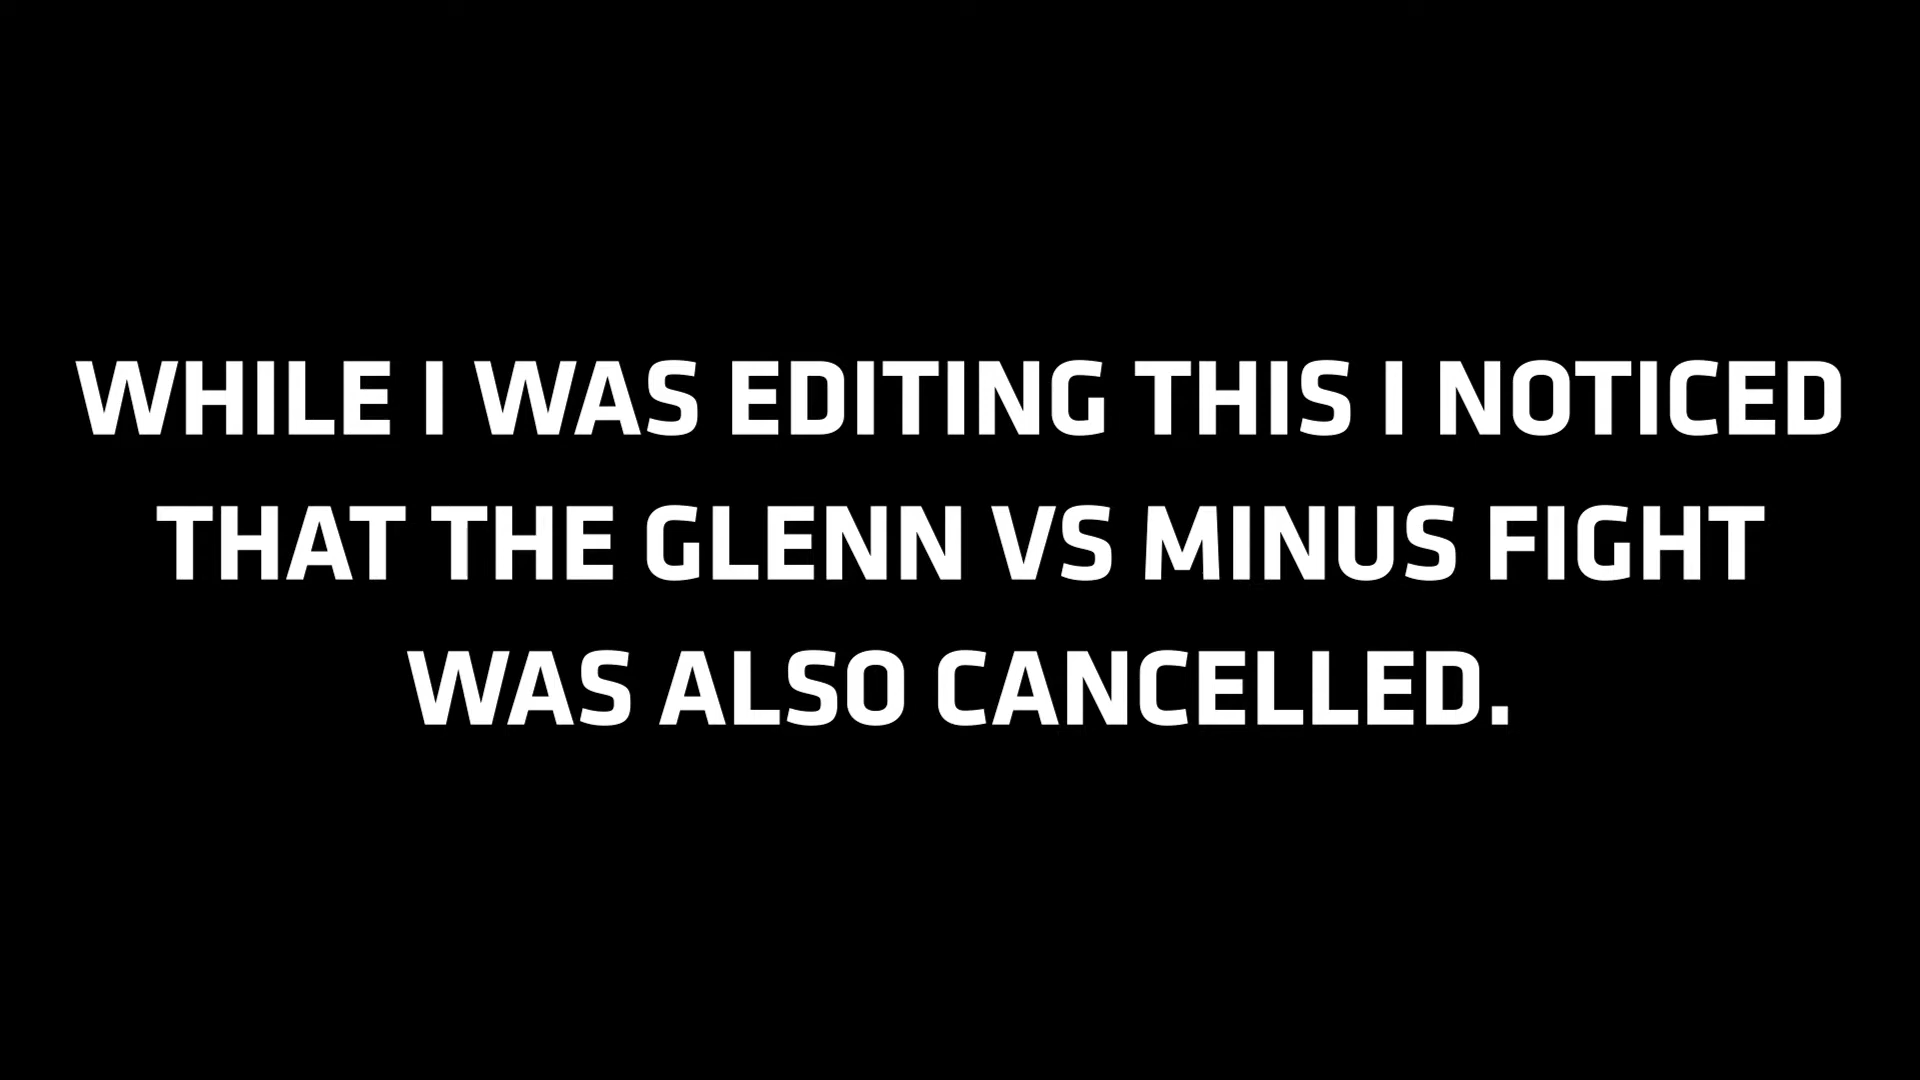 WHILE I WAS EDITING THIS I NOTICED
THAT THE GLENN VS MINUS FIGHT
WAS ALSO CANCELLED.